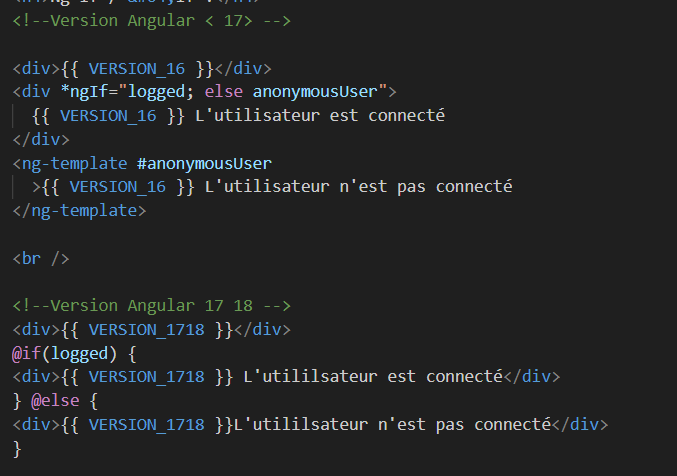 <!--Version Angular < 17> -->
<div>{{ VERSION_16 }}</div>
<div *ngIf="logged; else anonymousUser">
{{ VERSION_16 }} L'utilisateur est connecté
</div>
<ng-template #anonymousUser
>{{ VERSION_16 }} L'utilisateur n'est pas connecté
</ng-template>
<br />
<!--Version Angular 17 18 -->
<div>{{ VERSION_1718 }}</div>
@if(logged) {
<div>{{ VERSION_1718 }} L'utililsateur est connecté</div>
} @else {
<div>{{ VERSION_1718 }}L'utililsateur n'est pas connecté</div>
}